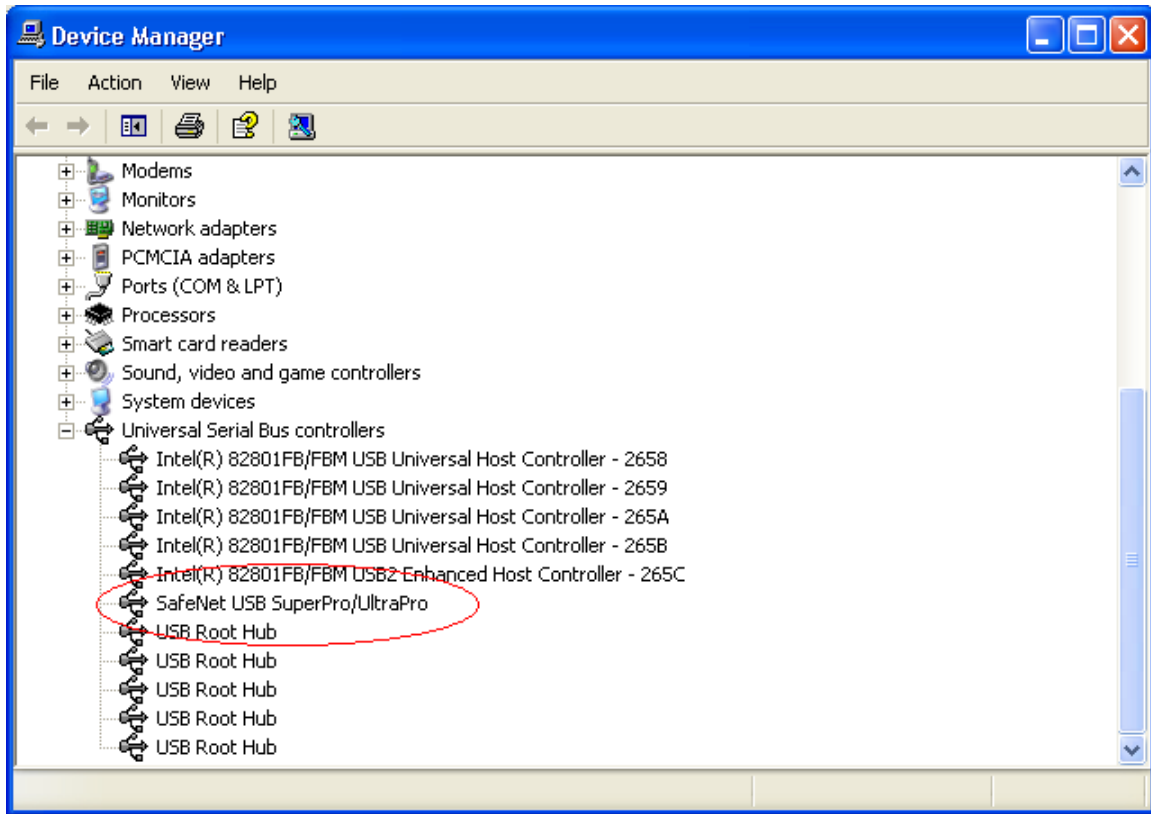 Device Manager
File Action View Help
Modems
Monitors
Network adapters
PCMCIA adapters
Ports (COM & LPT)
Processors
Smart card readers
Sound, video and game controllers
System devices
Universal Serial Bus controllers
Intel(R) 82801FB/FBM USB Universal Host Controller - 2658
Intel(R) 82801FB/FBM USB Universal Host Controller - 2659
Intel(R) 82801FB/FBM USB Universal Host Controller - 265A
Intel(R) 82801FB/FBM USB Universal Host Controller - 265B
Intel(R) 82801FB/FBM USB2 Enhanced Host Controller - 265C
SafeNet USB SuperPro/UltraPro
USB Root Hub
USB Root Hub
USB Root Hub
USB Root Hub
USB Root Hub